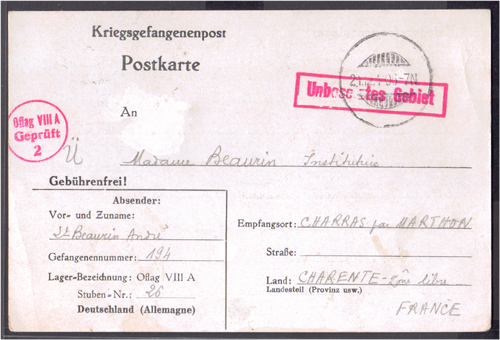 Kriegsgefangenenpost
Postkarte
An
Unbesetztes Gebiet
Oflag VIII A
Geprüft
2
Ü
Madame Beaurin Institutrice
Gebührenfrei!
Absender:
Vor- und Zuname:
Lt Beaurin André
Gefangenennummer: 194
Lager-Bezeichnung: Oflag VIII A
Stuben-Nr.: 26
Deutschland (Allemagne)
Empfangsort: CHARRAS par MARTHON
Straße:
Land: CHARENTE - Zône libre
Landesteil (Provinz usw.)
FRANCE